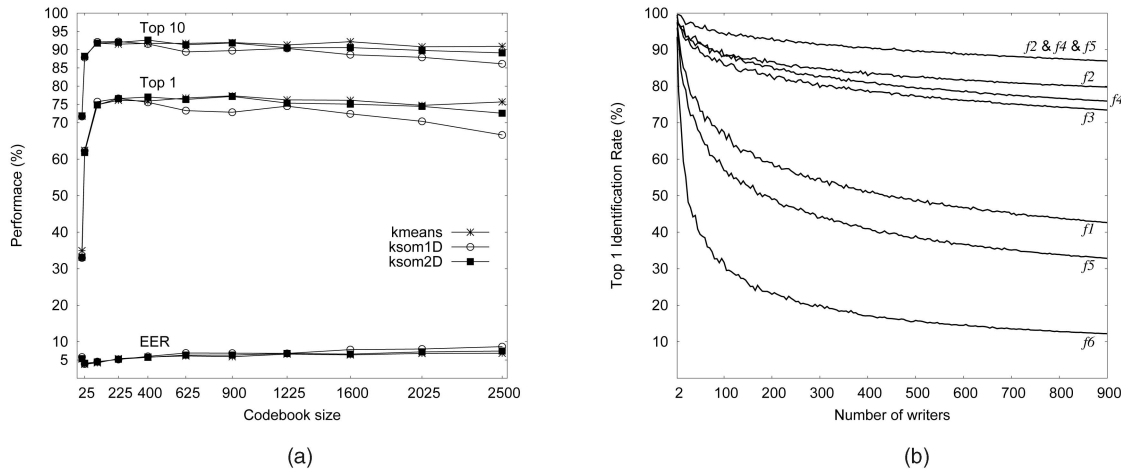 100
95
90
85
80
75
70
60
50
40
30
20
10
5
Performace (%)
Top 10
Top 1
EER
kmeans
ksom1D
ksom2D
25 225 400 625 900 1225 1600 2025 2500
Codebook size
(a)
100
90
80
70
60
50
40
30
20
10
Top 1 Identification Rate (%)
f2 & f4 & f5
f2
f4
f3
f1
f5
f6
2 100 200 300 400 500 600 700 800 900
Number of writers
(b)